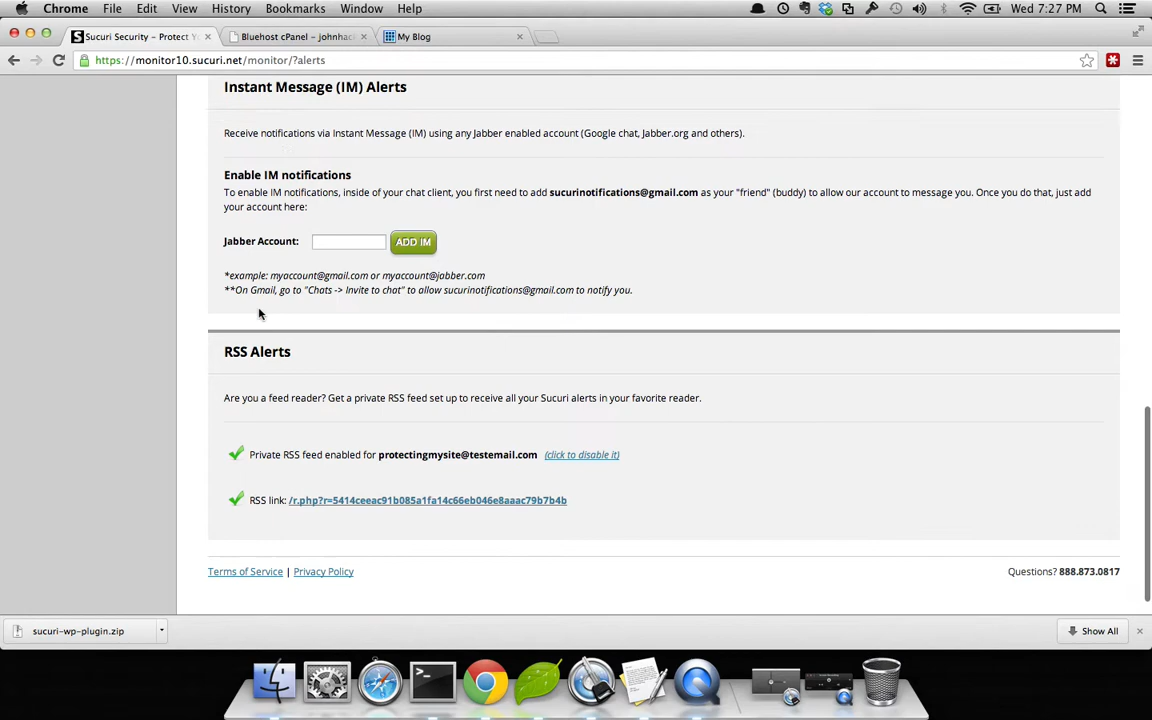 Chrome File Edit View History Bookmarks Window Help Wed 7:27 PM
Sucuri Security – Protect Y
Bluehost cPanel – johnhac
My Blog
https://monitor10.sucuri.net/monitor/?alerts
Instant Message (IM) Alerts
Receive notifications via Instant Message (IM) using any Jabber enabled account (Google chat, Jabber.org and others).
Enable IM notifications
To enable IM notifications, inside of your chat client, you first need to add sucurinotifications@gmail.com as your "friend" (buddy) to allow our account to message you. Once you do that, just add
your account here:
Jabber Account: ADD IM
*example: myaccount@gmail.com or myaccount@jabber.com
**On Gmail, go to "Chats -> Invite to chat" to allow sucurinotifications@gmail.com to notify you.
RSS Alerts
Are you a feed reader? Get a private RSS feed set up to receive all your Sucuri alerts in your favorite reader.
Private RSS feed enabled for protectingmysite@testemail.com (click to disable it)
RSS link: /r.php?r=5414ceeac91b085a1fa14c66eb046e8aaac79b7b4b
Terms of Service | Privacy Policy
Questions? 888.873.0817
sucuri-wp-plugin.zip
Show All